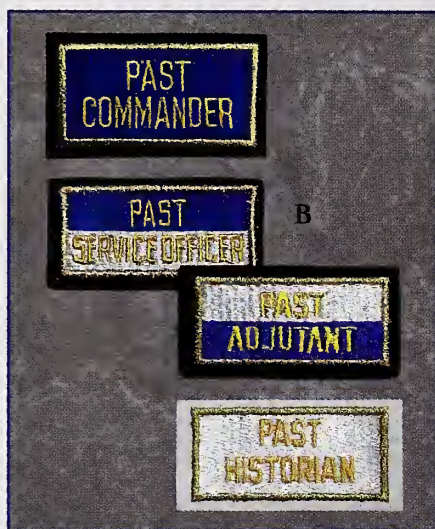 PAST
COMMANDER
PAST
SERVICE OFFICER
B
PAST
ADJUTANT
PAST
HISTORIAN